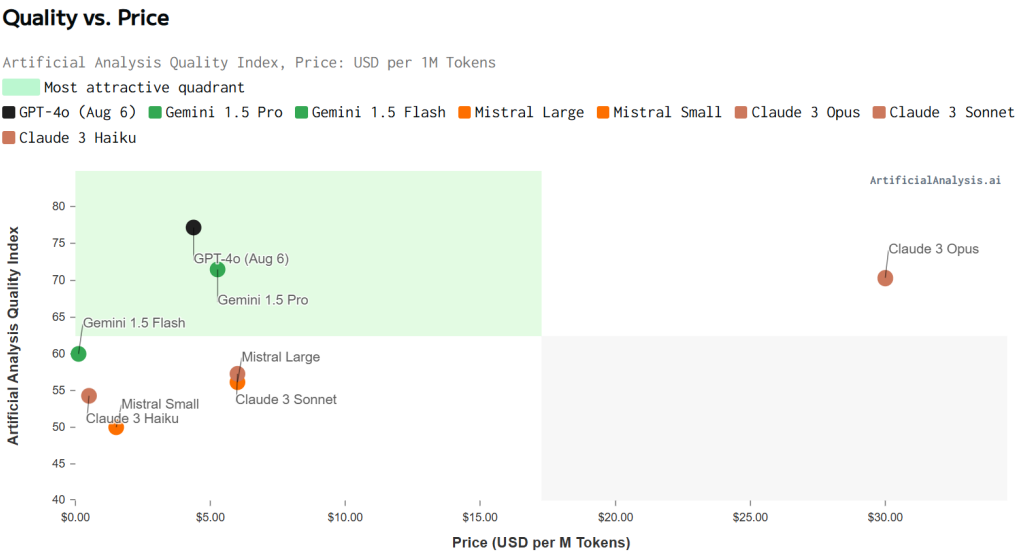 Quality vs. Price
Artificial Analysis Quality Index, Price: USD per 1M Tokens
Most attractive quadrant
GPT-4o (Aug 6) Gemini 1.5 Pro Gemini 1.5 Flash Mistral Large Mistral Small Claude 3 Opus Claude 3 Sonnet
Claude 3 Haiku
ArtificialAnalysis.ai
Artificial Analysis Quality Index
80
75
70
65
60
55
50
45
40
GPT-4o (Aug 6)
Claude 3 Opus
Gemini 1.5 Pro
Gemini 1.5 Flash
Mistral Large
Claude 3 Sonnet
Mistral Small
Claude 3 Haiku
$0.00 $5.00 $10.00 $15.00 $20.00 $25.00 $30.00
Price (USD per M Tokens)